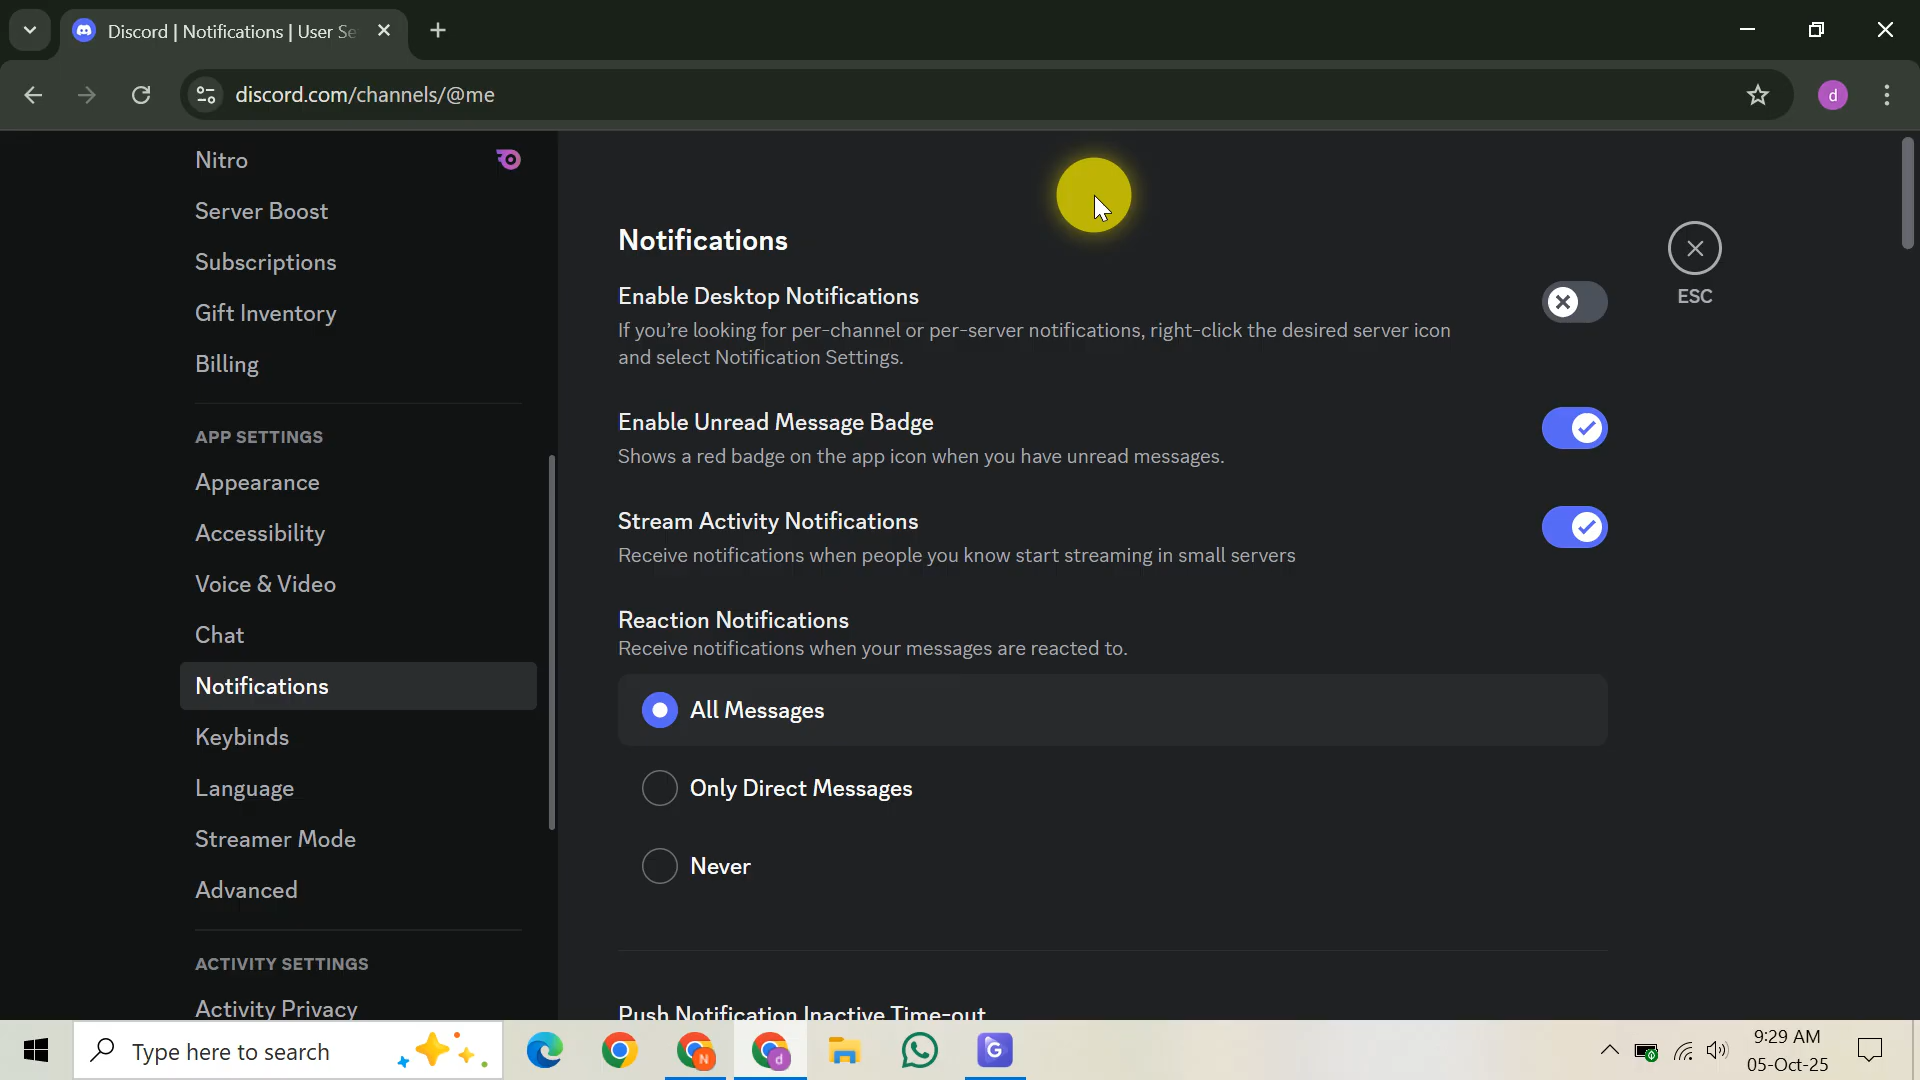 Discord | Notifications | User Se
discord.com/channels/@me
d
Nitro
Server Boost
Subscriptions
Gift Inventory
Billing
APP SETTINGS
Appearance
Accessibility
Voice & Video
Chat
Notifications
Keybinds
Language
Streamer Mode
Advanced
ACTIVITY SETTINGS
Activity Privacy
Notifications
ESC
Enable Desktop Notifications
If you're looking for per-channel or per-server notifications, right-click the desired server icon
and select Notification Settings.
Enable Unread Message Badge
Shows a red badge on the app icon when you have unread messages.
Stream Activity Notifications
Receive notifications when people you know start streaming in small servers
Reaction Notifications
Receive notifications when your messages are reacted to.
All Messages
Only Direct Messages
Never
Push Notification Inactive Time-out
Type here to search
N
d
G
9:29 AM
05-Oct-25